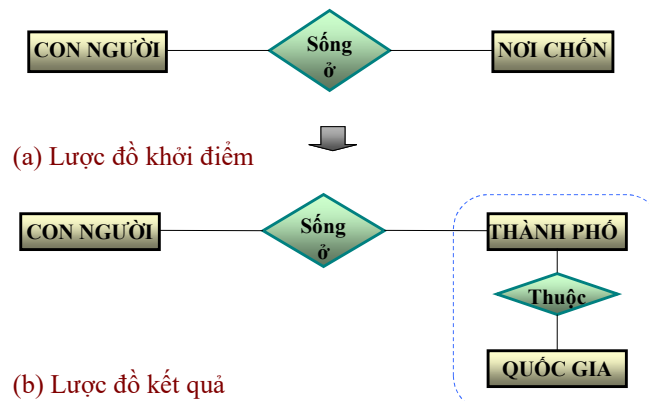 CON NGƯỜI
Sống
ở
NƠI CHỐN
(a) Lược đồ khởi điểm
CON NGƯỜI
Sống
ở
THÀNH PHỐ
Thuộc
QUỐC GIA
(b) Lược đồ kết quả